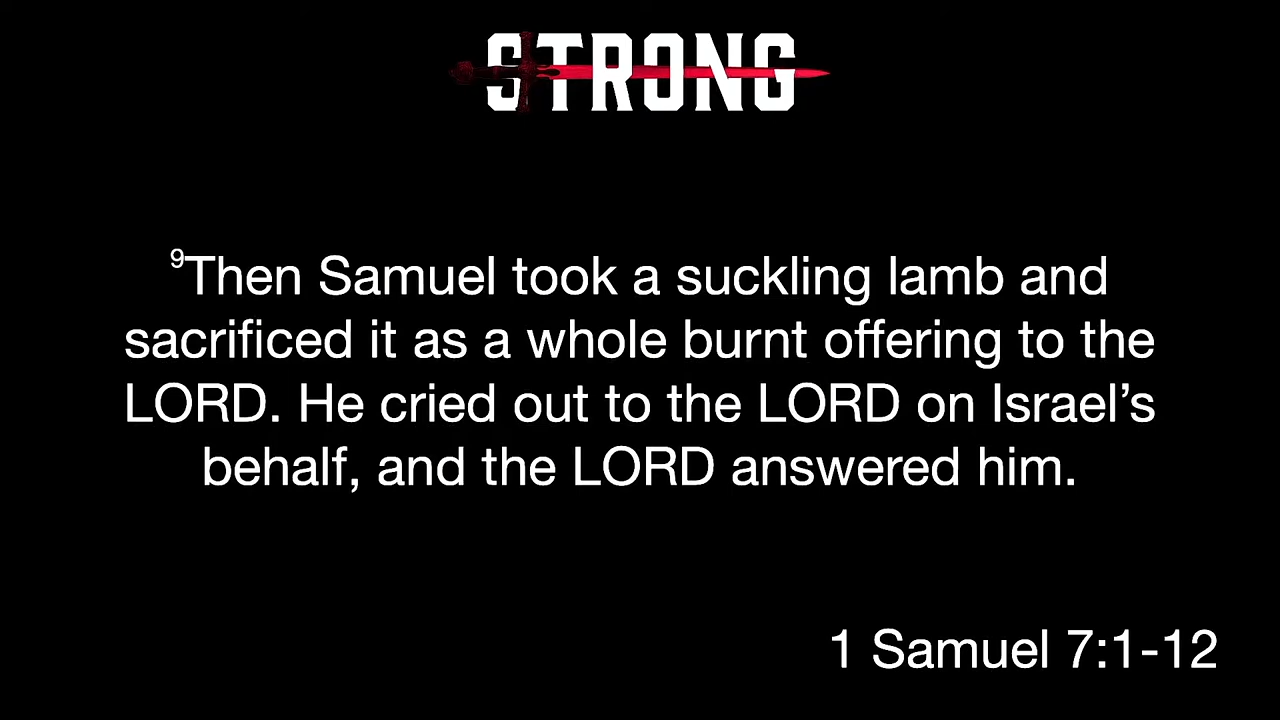 STRONG
⁹Then Samuel took a suckling lamb and
sacrificed it as a whole burnt offering to the
LORD. He cried out to the LORD on Israel’s
behalf, and the LORD answered him.
1 Samuel 7:1-12